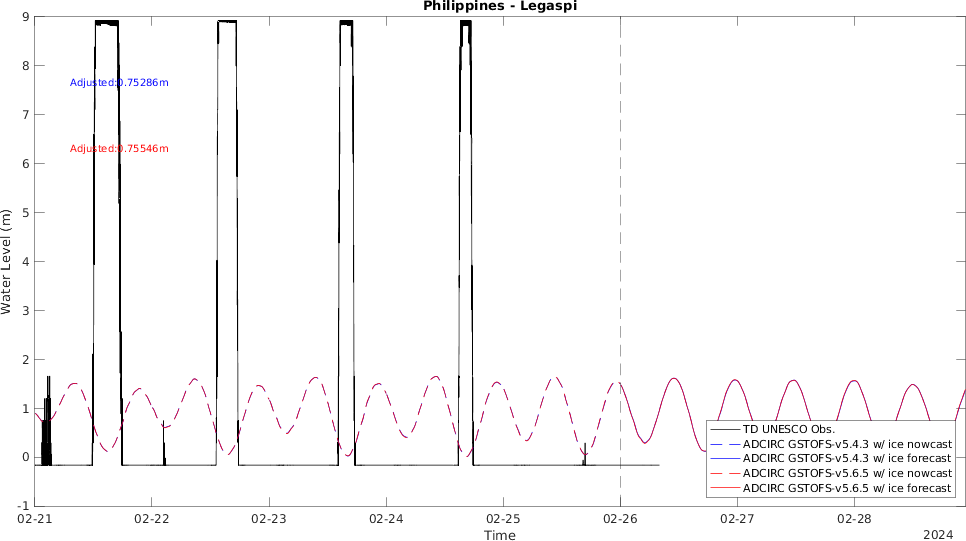 Philippines - Legaspi
9
8
Adjusted:0.75286m
7
Adjusted:0.75546m
6
5
4
3
2
1
0
-1
Water Level (m)
TD UNESCO Obs.
ADCIRC GSTOFS-v5.4.3 w/ ice nowcast
ADCIRC GSTOFS-v5.4.3 w/ ice forecast
ADCIRC GSTOFS-v5.6.5 w/ ice nowcast
ADCIRC GSTOFS-v5.6.5 w/ ice forecast
02-21 02-22 02-23 02-24 02-25 02-26 02-27 02-28
Time
2024